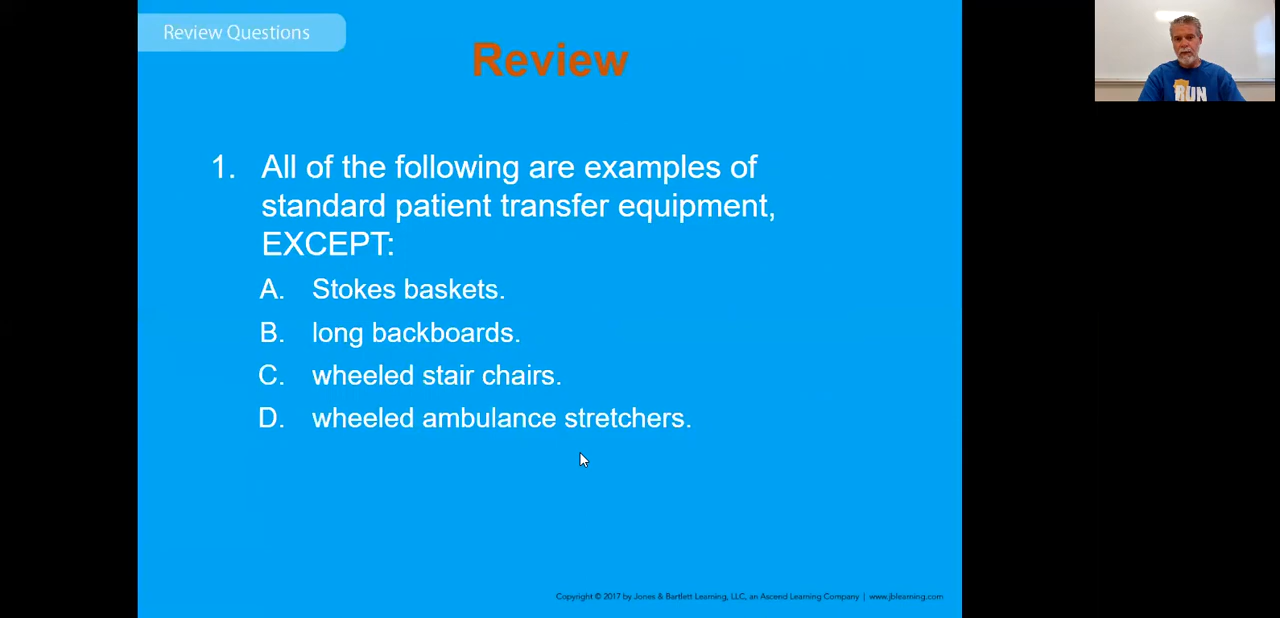 Review Questions
Review
1. All of the following are examples of
standard patient transfer equipment,
EXCEPT:
A. Stokes baskets.
B. long backboards.
C. wheeled stair chairs.
D. wheeled ambulance stretchers.
Copyright © 2017 by Jones & Bartlett Learning, LLC, an Ascend Learning Company | www.jblearning.com
RUN